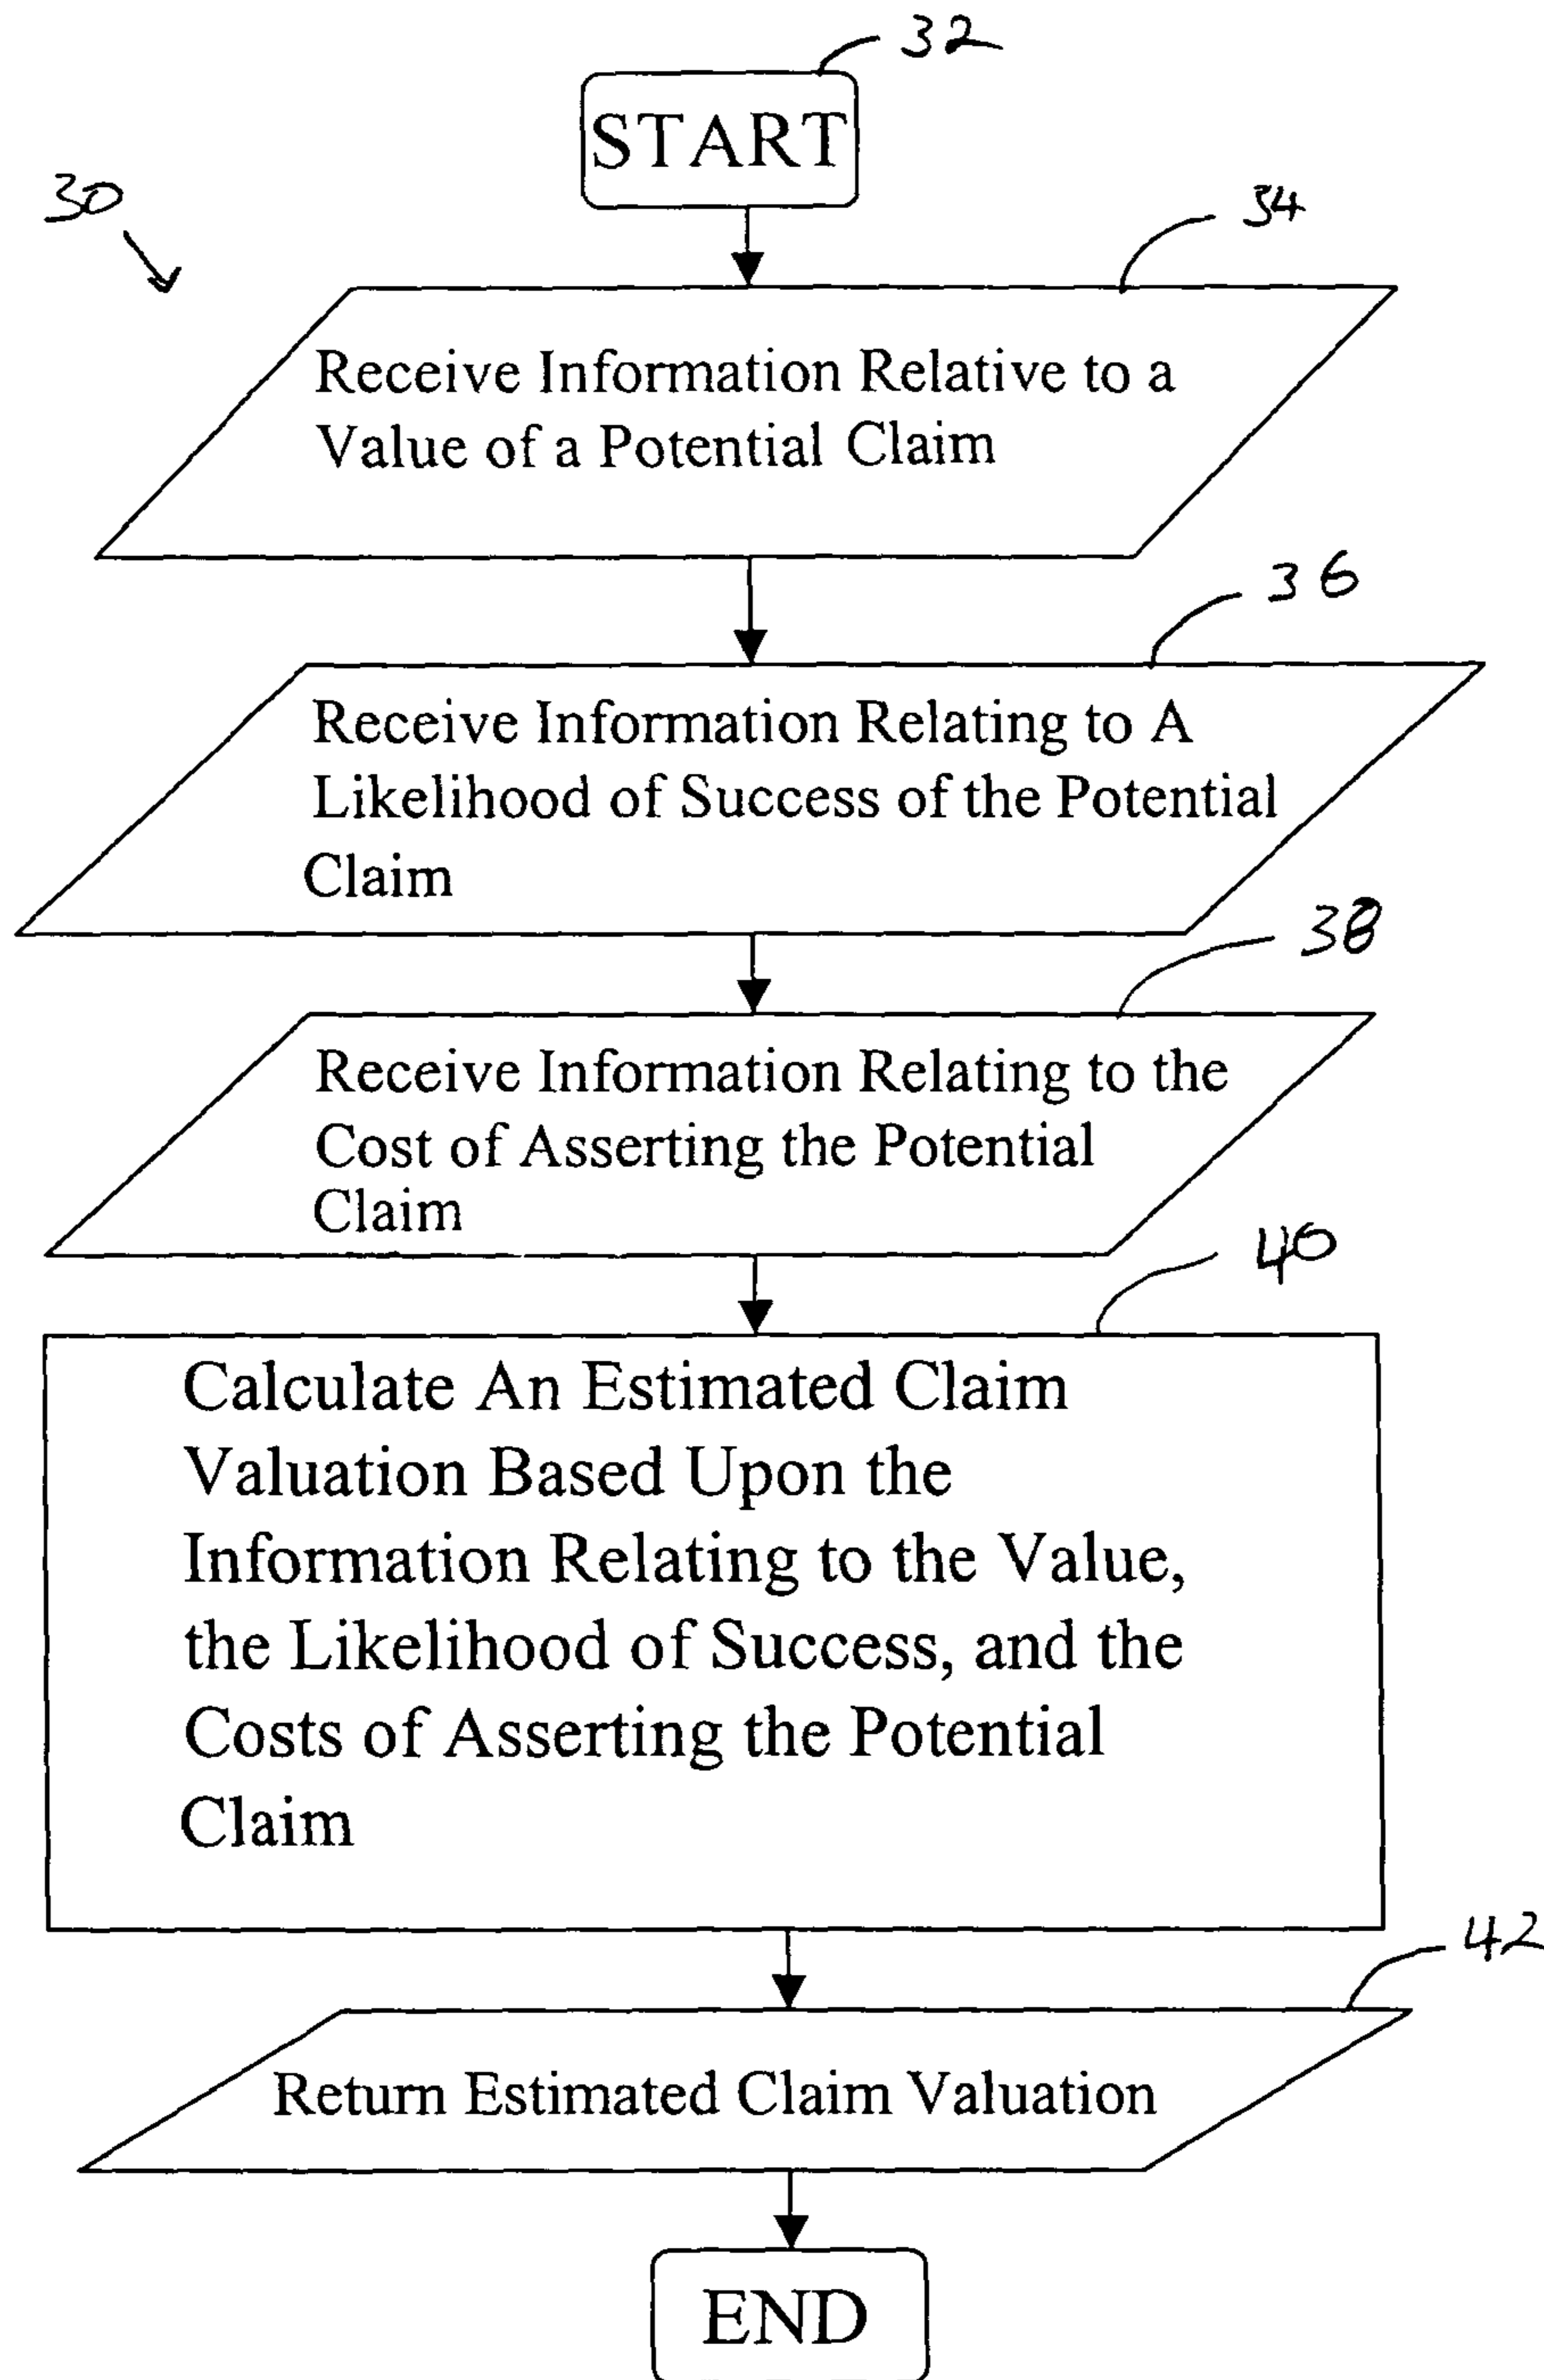 32
START
30
34
Receive Information Relative to a
Value of a Potential Claim
36
Receive Information Relating to A
Likelihood of Success of the Potential
Claim
38
Receive Information Relating to the
Cost of Asserting the Potential
Claim
40
Calculate An Estimated Claim
Valuation Based Upon the
Information Relating to the Value,
the Likelihood of Success, and the
Costs of Asserting the Potential
Claim
42
Return Estimated Claim Valuation
END